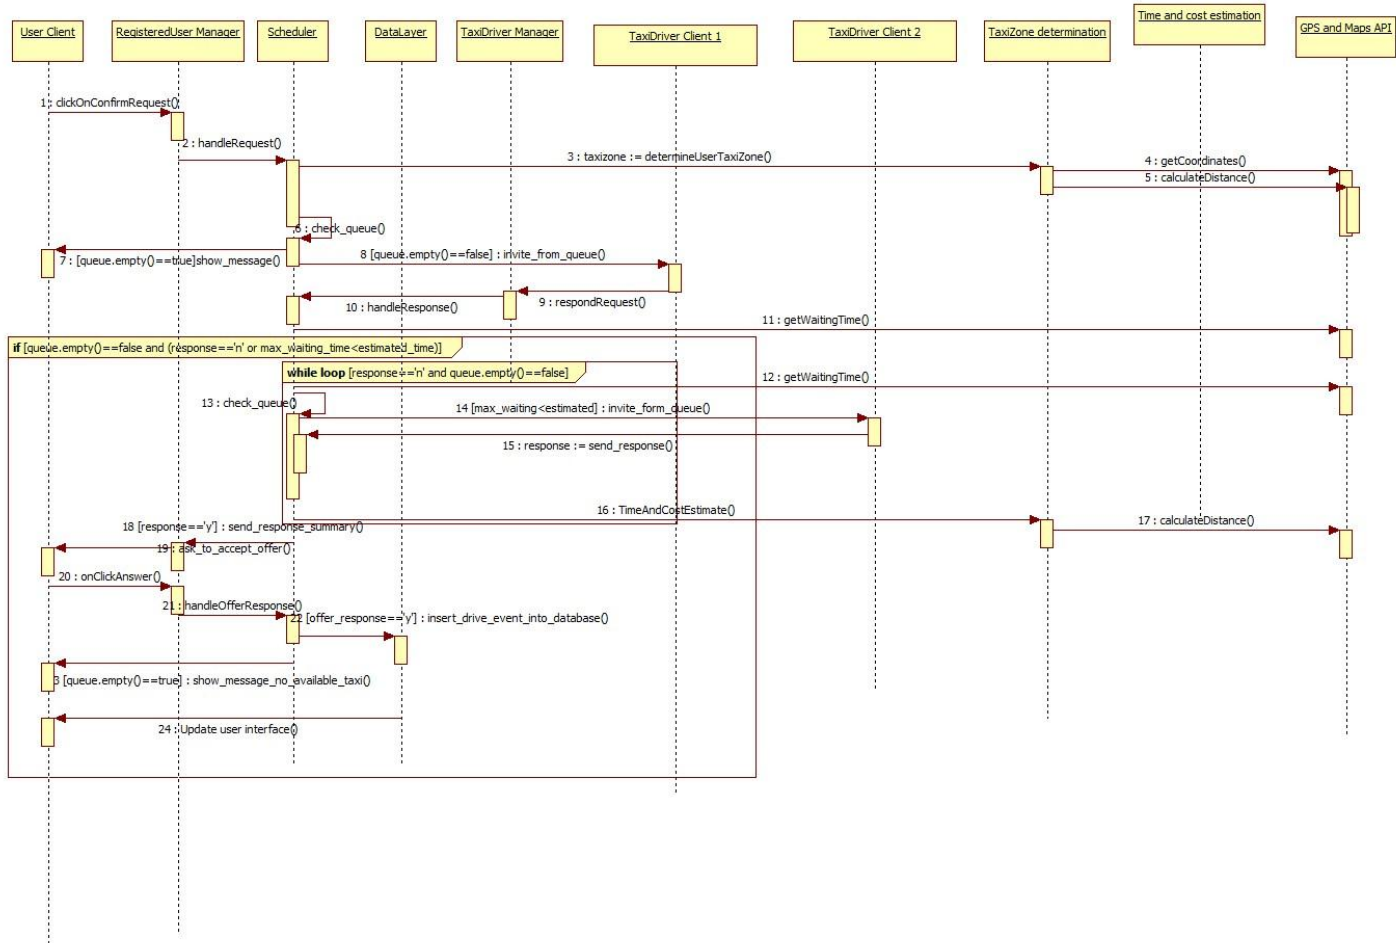 User Client
RegisteredUser Manager
Scheduler
DataLayer
TaxiDriver Manager
TaxiDriver Client 1
TaxiDriver Client 2
TaxiZone determination
Time and cost estimation
GPS and Maps API
1 : clickOnConfirmRequest()
2 : handleRequest()
3 : taxizone := determineUserTaxiZone()
4 : getCoordinates()
5 : calculateDistance()
6 : check_queue()
7 : [queue.empty()==true]show_message()
8 [queue.empty()==false] : invite_from_queue()
9 : respondRequest()
10 : handleResponse()
11 : getWaitingTime()
if [queue.empty()==false and (response=='n' or max_waiting_time<estimated_time)]
while loop [response=='n' and queue.empty()==false]
12 : getWaitingTime()
13 : check_queue()
14 [max_waiting<estimated] : invite_form_queue()
15 : response := send_response()
16 : TimeAndCostEstimate()
17 : calculateDistance()
18 [response=='y'] : send_response_summary()
19 : ask_to_accept_offer()
20 : onClickAnswer()
21 : handleOfferResponse()
22 [offer_response=='y'] : insert_drive_event_into_database()
3 [queue.empty()==true] : show_message_no_available_taxi()
24 : Update user interface()